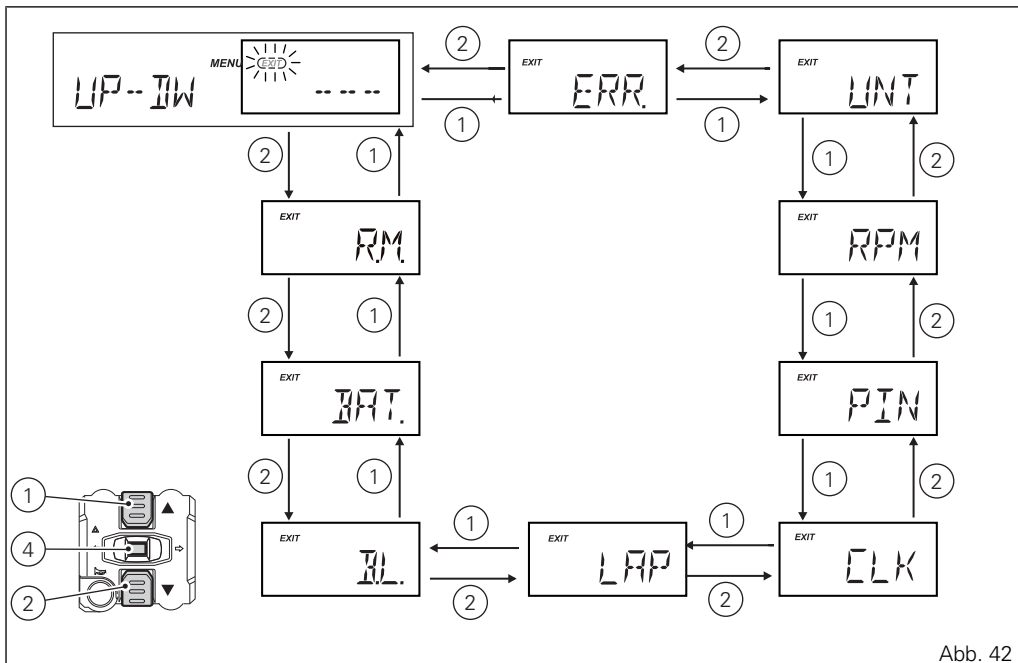 2 2
MENU EXIT EXIT EXIT
UP-DW ---- ERR. UNT
1 1
2 1 1 2
EXIT EXIT
R.M. RPM
2 1 1 2
EXIT EXIT
BAT. PIN
2 1 1 2
1
1 1
EXIT EXIT EXIT
4
B.L. LAP CLK
2 2
2
Abb. 42